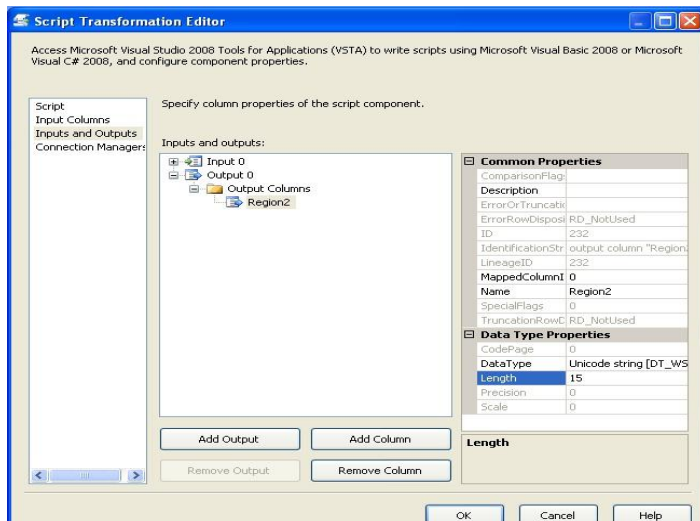 Script Transformation Editor
Access Microsoft Visual Studio 2008 Tools for Applications (VSTA) to write scripts using Microsoft Visual Basic 2008 or Microsoft
Visual C# 2008, and configure component properties.
Script
Input Columns
Inputs and Outputs
Connection Managers
Specify column properties of the script component.
Inputs and outputs:
Input 0
Output 0
Output Columns
Region2
Add Output
Add Column
Remove Output
Remove Column
Common Properties
ComparisonFlag
Description
ErrorOrTruncatio
ErrorRowDisposi RD_NotUsed
ID 232
IdentificationStr output column "Region
LineageID 232
MappedColumnI 0
Name Region2
SpecialFlags 0
TruncationRowD RD_NotUsed
Data Type Properties
CodePage 0
DataType Unicode string [DT_WS
Length 15
Precision 0
Scale 0
Length
OK
Cancel
Help